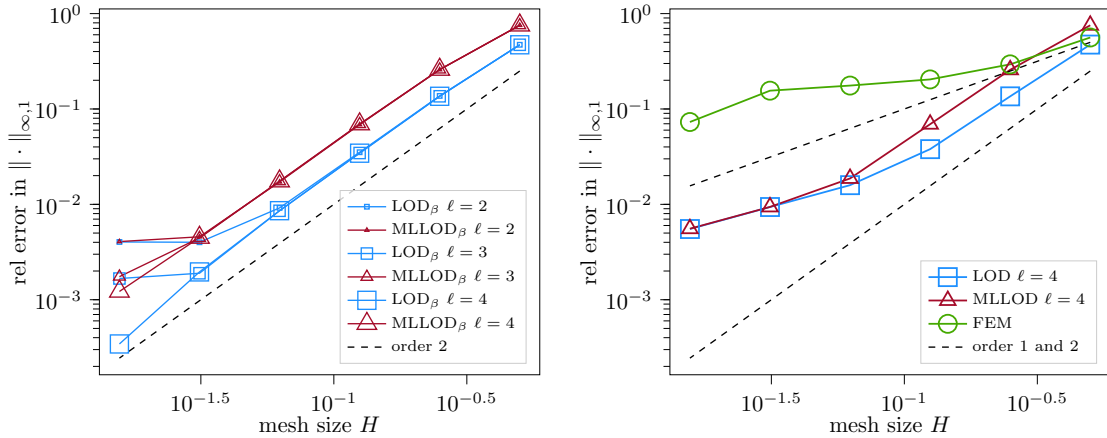 10^0
10^{-1}
10^{-2}
10^{-3}
rel error in ∥ · ∥_{∞,1}
LOD_β ℓ = 2
MLLOD_β ℓ = 2
LOD_β ℓ = 3
MLLOD_β ℓ = 3
LOD_β ℓ = 4
MLLOD_β ℓ = 4
order 2
10^{-1.5}
10^{-1}
10^{-0.5}
mesh size H
10^0
10^{-1}
10^{-2}
10^{-3}
rel error in ∥ · ∥_{∞,1}
LOD ℓ = 4
MLLOD ℓ = 4
FEM
order 1 and 2
10^{-1.5}
10^{-1}
10^{-0.5}
mesh size H